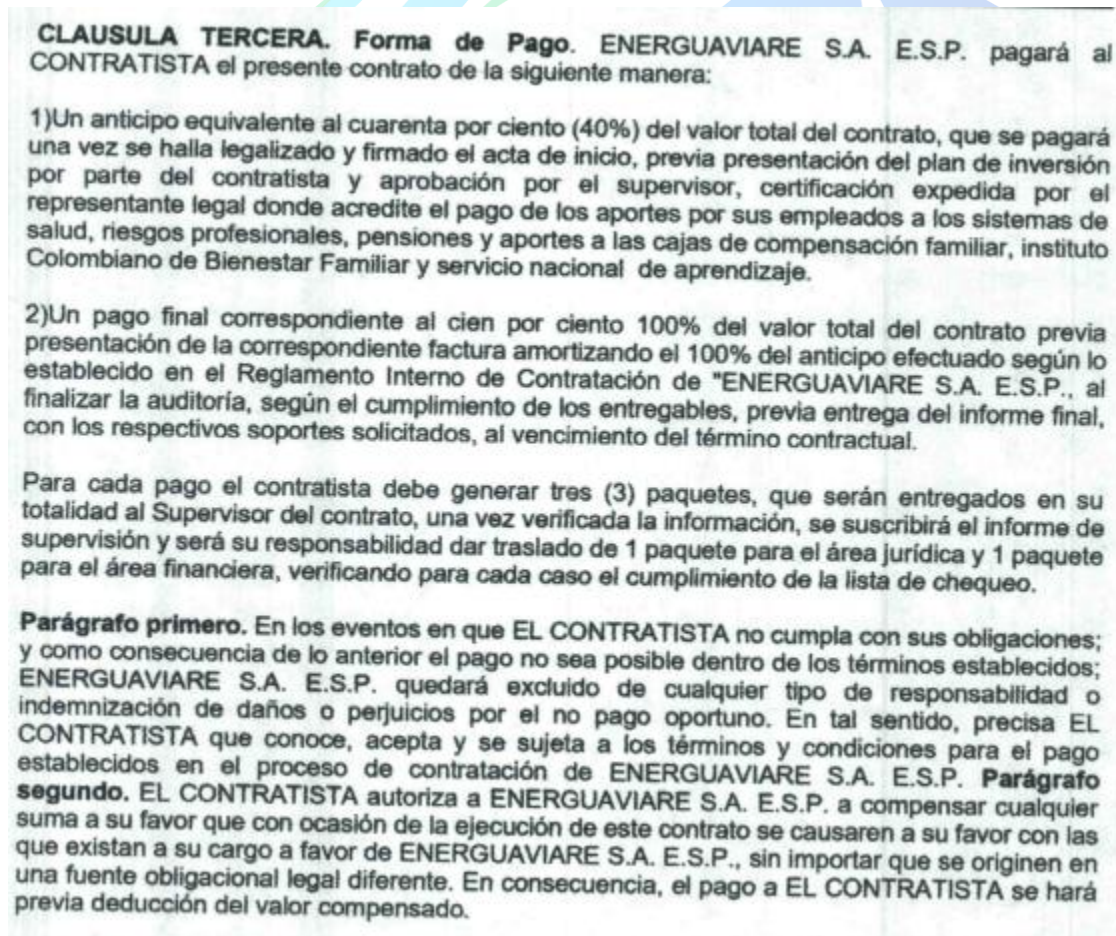 CLAUSULA TERCERA. Forma de Pago. ENERGUAVIARE S.A. E.S.P. pagará al
CONTRATISTA el presente contrato de la siguiente manera:
1)Un anticipo equivalente al cuarenta por ciento (40%) del valor total del contrato, que se pagará
una vez se halla legalizado y firmado el acta de inicio, previa presentación del plan de inversión
por parte del contratista y aprobación por el supervisor, certificación expedida por el
representante legal donde acredite el pago de los aportes por sus empleados a los sistemas de
salud, riesgos profesionales, pensiones y aportes a las cajas de compensación familiar, instituto
Colombiano de Bienestar Familiar y servicio nacional de aprendizaje.
2)Un pago final correspondiente al cien por ciento 100% del valor total del contrato previa
presentación de la correspondiente factura amortizando el 100% del anticipo efectuado según lo
establecido en el Reglamento Interno de Contratación de "ENERGUAVIARE S.A. E.S.P., al
finalizar la auditoría, según el cumplimiento de los entregables, previa entrega del informe final,
con los respectivos soportes solicitados, al vencimiento del término contractual.
Para cada pago el contratista debe generar tres (3) paquetes, que serán entregados en su
totalidad al Supervisor del contrato, una vez verificada la información, se suscribirá el informe de
supervisión y será su responsabilidad dar traslado de 1 paquete para el área jurídica y 1 paquete
para el área financiera, verificando para cada caso el cumplimiento de la lista de chequeo.
Parágrafo primero. En los eventos en que EL CONTRATISTA no cumpla con sus obligaciones;
y como consecuencia de lo anterior el pago no sea posible dentro de los términos establecidos;
ENERGUAVIARE S.A. E.S.P. quedará excluido de cualquier tipo de responsabilidad o
indemnización de daños o perjuicios por el no pago oportuno. En tal sentido, precisa EL
CONTRATISTA que conoce, acepta y se sujeta a los términos y condiciones para el pago
establecidos en el proceso de contratación de ENERGUAVIARE S.A. E.S.P. Parágrafo
segundo. EL CONTRATISTA autoriza a ENERGUAVIARE S.A. E.S.P. a compensar cualquier
suma a su favor que con ocasión de la ejecución de este contrato se causaren a su favor con las
que existan a su cargo a favor de ENERGUAVIARE S.A. E.S.P., sin importar que se originen en
una fuente obligacional legal diferente. En consecuencia, el pago a EL CONTRATISTA se hará
previa deducción del valor compensado.